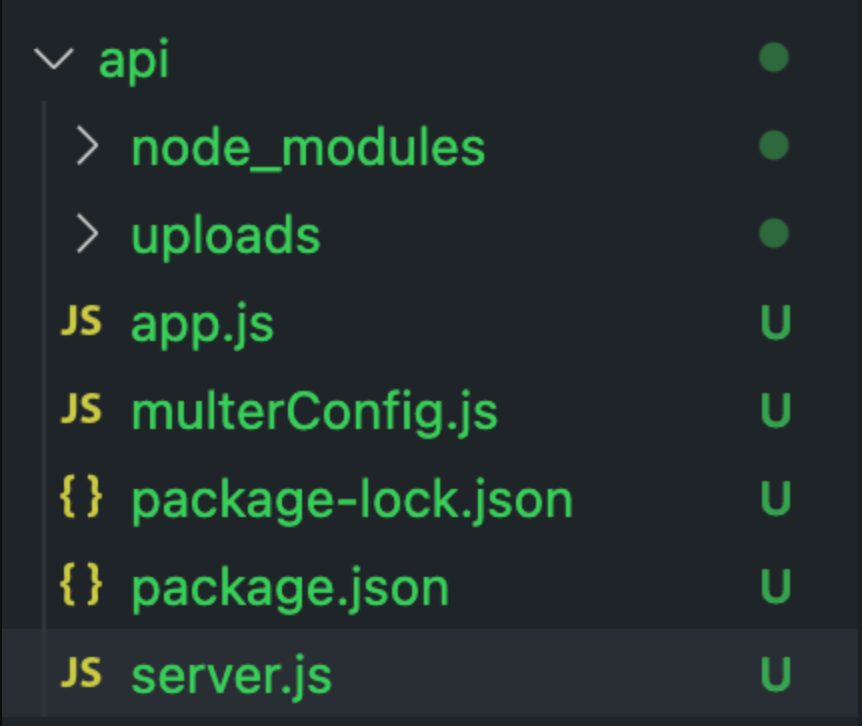 api
node_modules
uploads
JS app.js U
JS multerConfig.js U
{} package-lock.json U
{} package.json U
JS server.js U